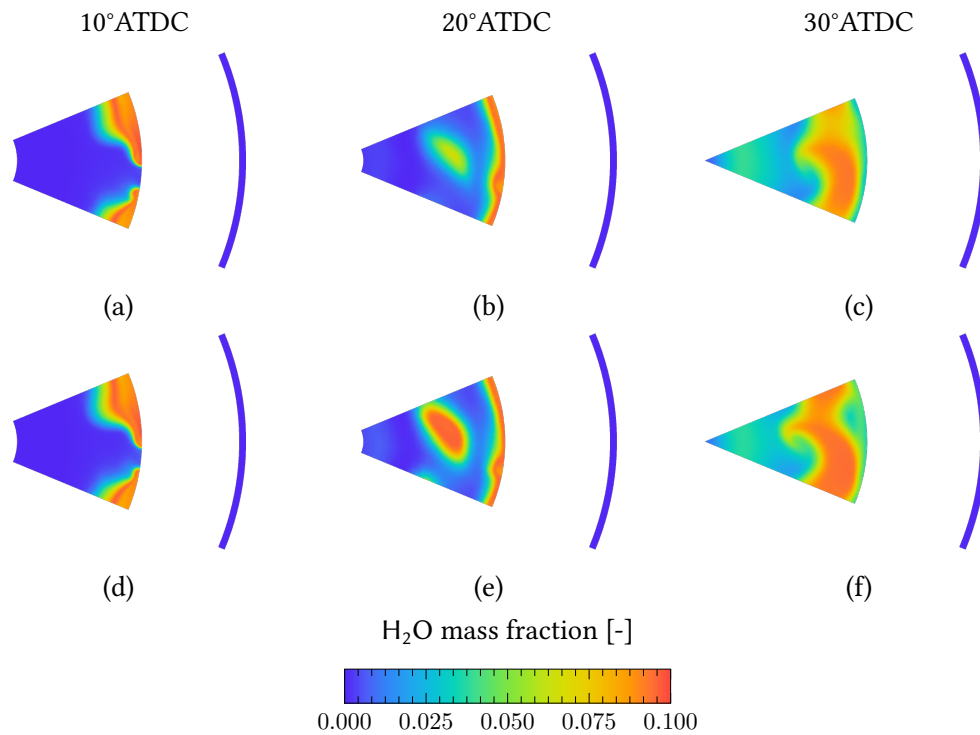 10°ATDC 20°ATDC 30°ATDC
(a) (b) (c)
(d) (e) (f)
H₂O mass fraction [-]
0.000 0.025 0.050 0.075 0.100